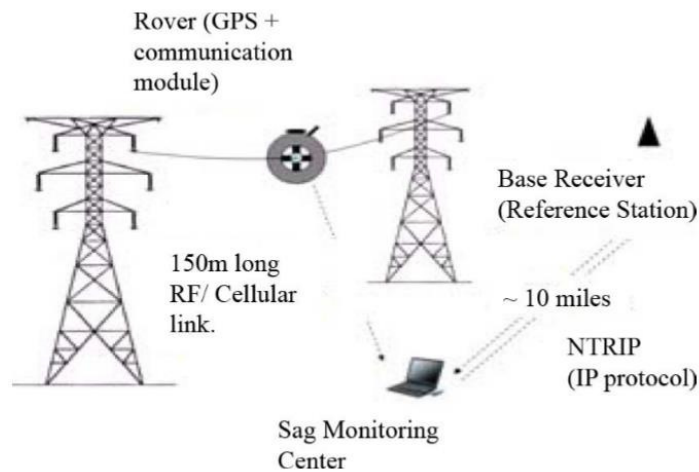 Rover (GPS +
communication
module)
Base Receiver
(Reference Station)
150m long
RF/ Cellular
link.
~ 10 miles
NTRIP
(IP protocol)
Sag Monitoring
Center